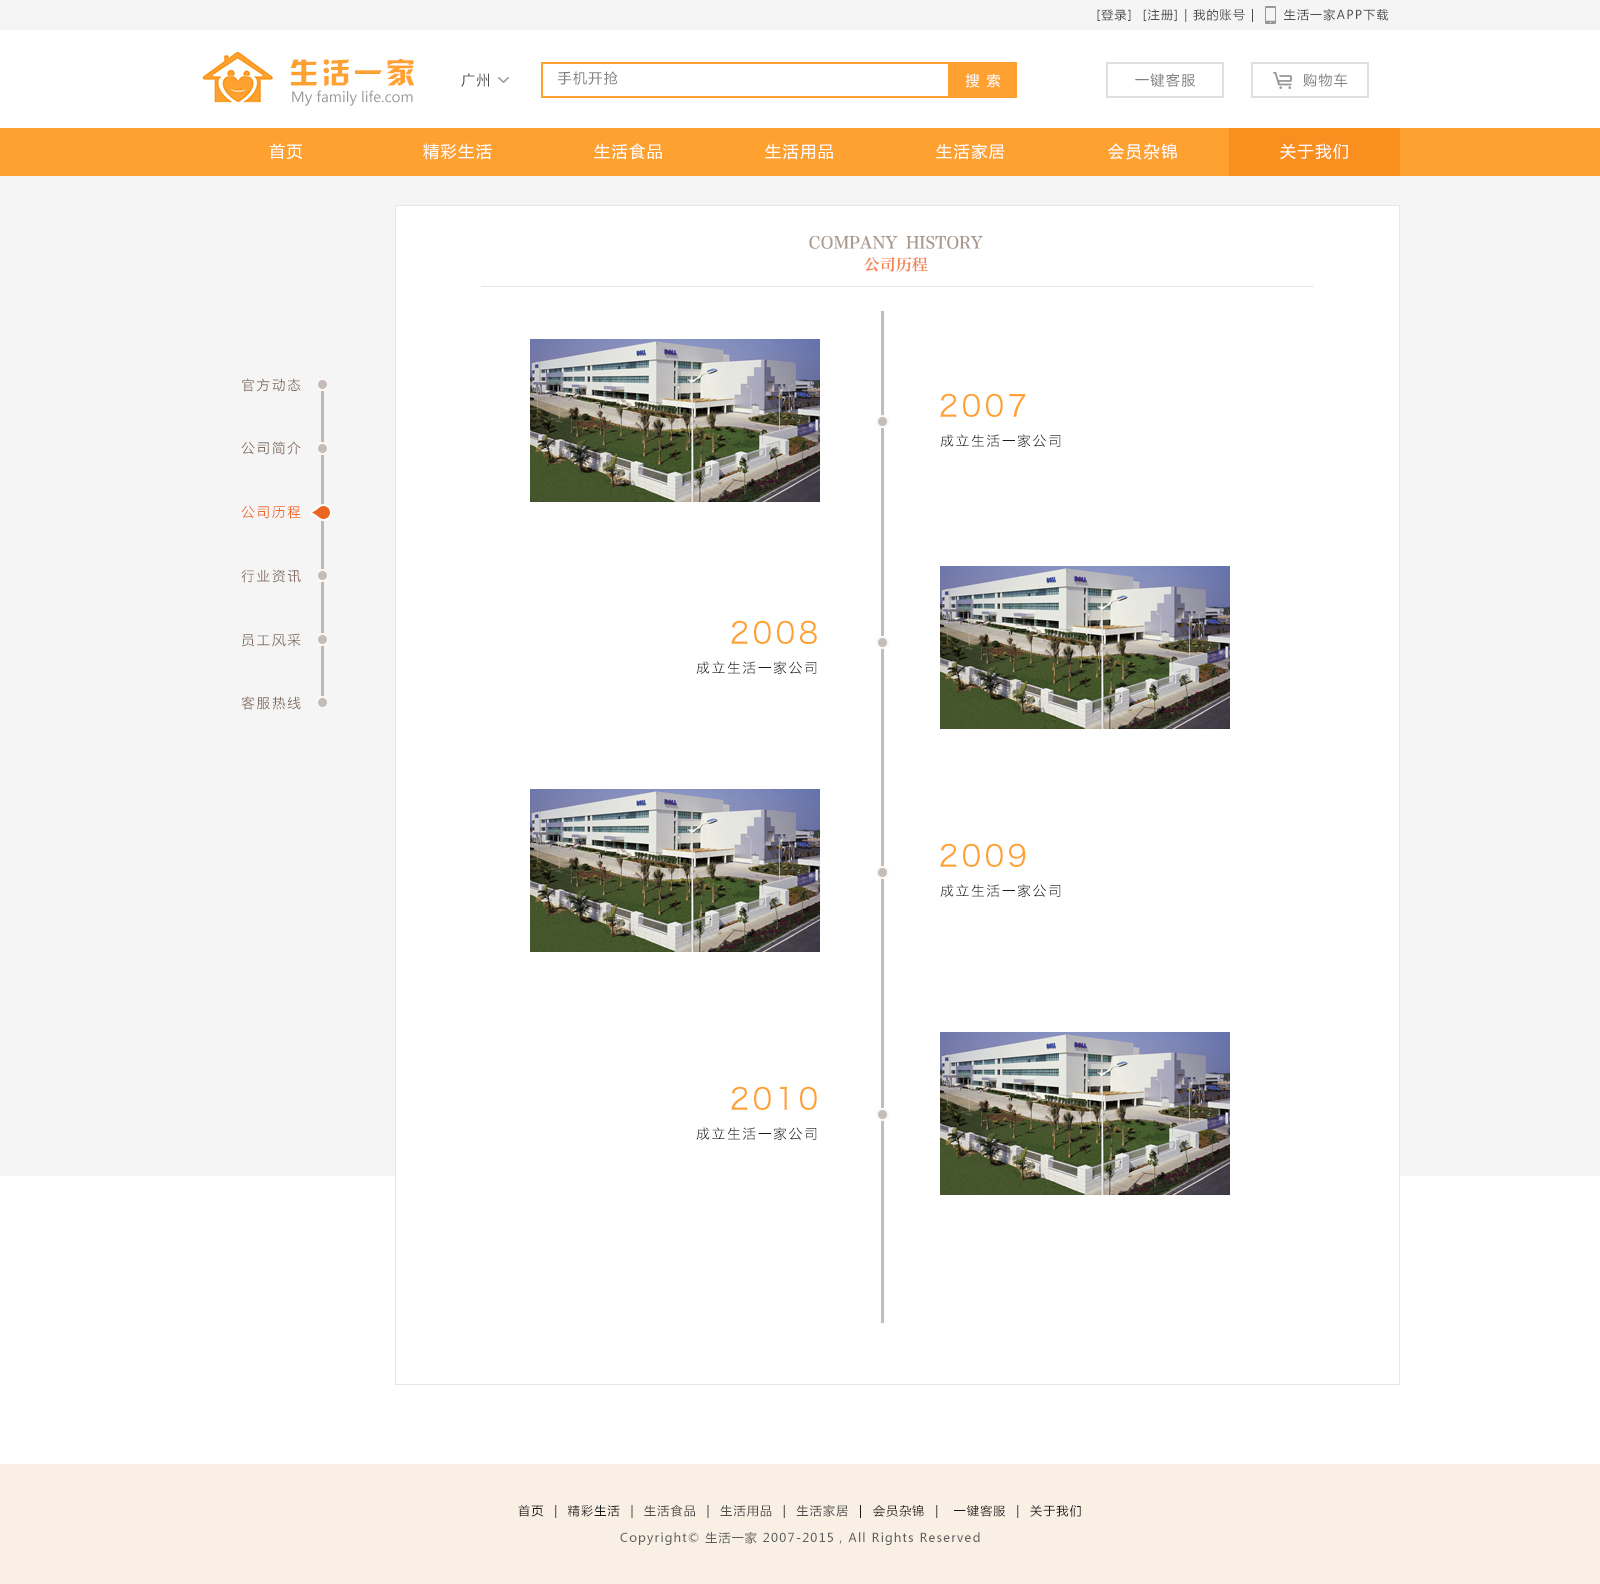 [登录] [注册] | 我的账号 | 生活一家APP下载
生活一家
My family life.com
广州
手机开抢
搜 索
一键客服
购物车
首页 精彩生活 生活食品 生活用品 生活家居 会员杂锦 关于我们
COMPANY HISTORY
公司历程
官方动态
公司简介
公司历程
行业资讯
员工风采
客服热线
2007
成立生活一家公司
2008
成立生活一家公司
2009
成立生活一家公司
2010
成立生活一家公司
首页 | 精彩生活 | 生活食品 | 生活用品 | 生活家居 | 会员杂锦 | 一键客服 | 关于我们
Copyright© 生活一家 2007-2015 , All Rights Reserved